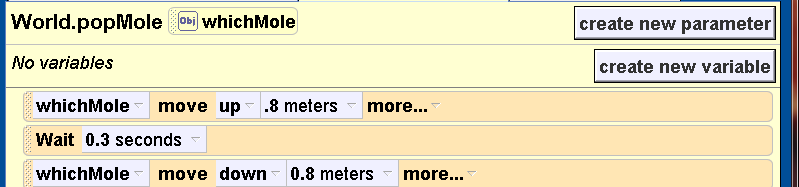 World.popMole Obj whichMole create new parameter
No variables create new variable
whichMole move up .8 meters more...
Wait 0.3 seconds
whichMole move down 0.8 meters more...